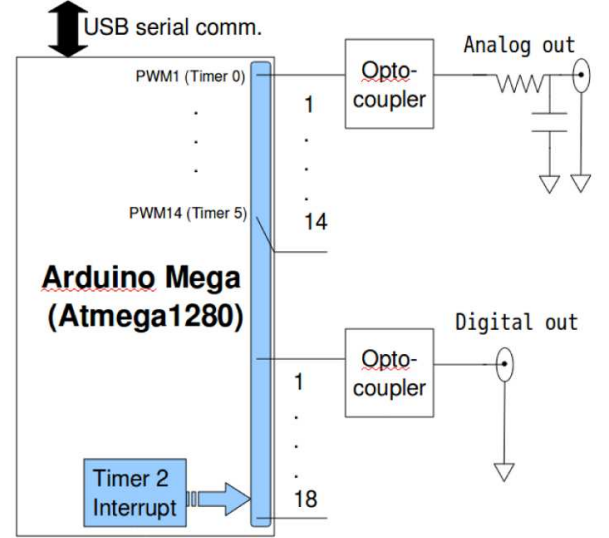 USB serial comm.
PWM1 (Timer 0)
.
.
.
PWM14 (Timer 5)
Arduino Mega
(Atmega1280)
Timer 2
Interrupt
1
.
.
.
14
Opto-
coupler
Analog out
1
.
.
.
18
Opto-
coupler
Digital out